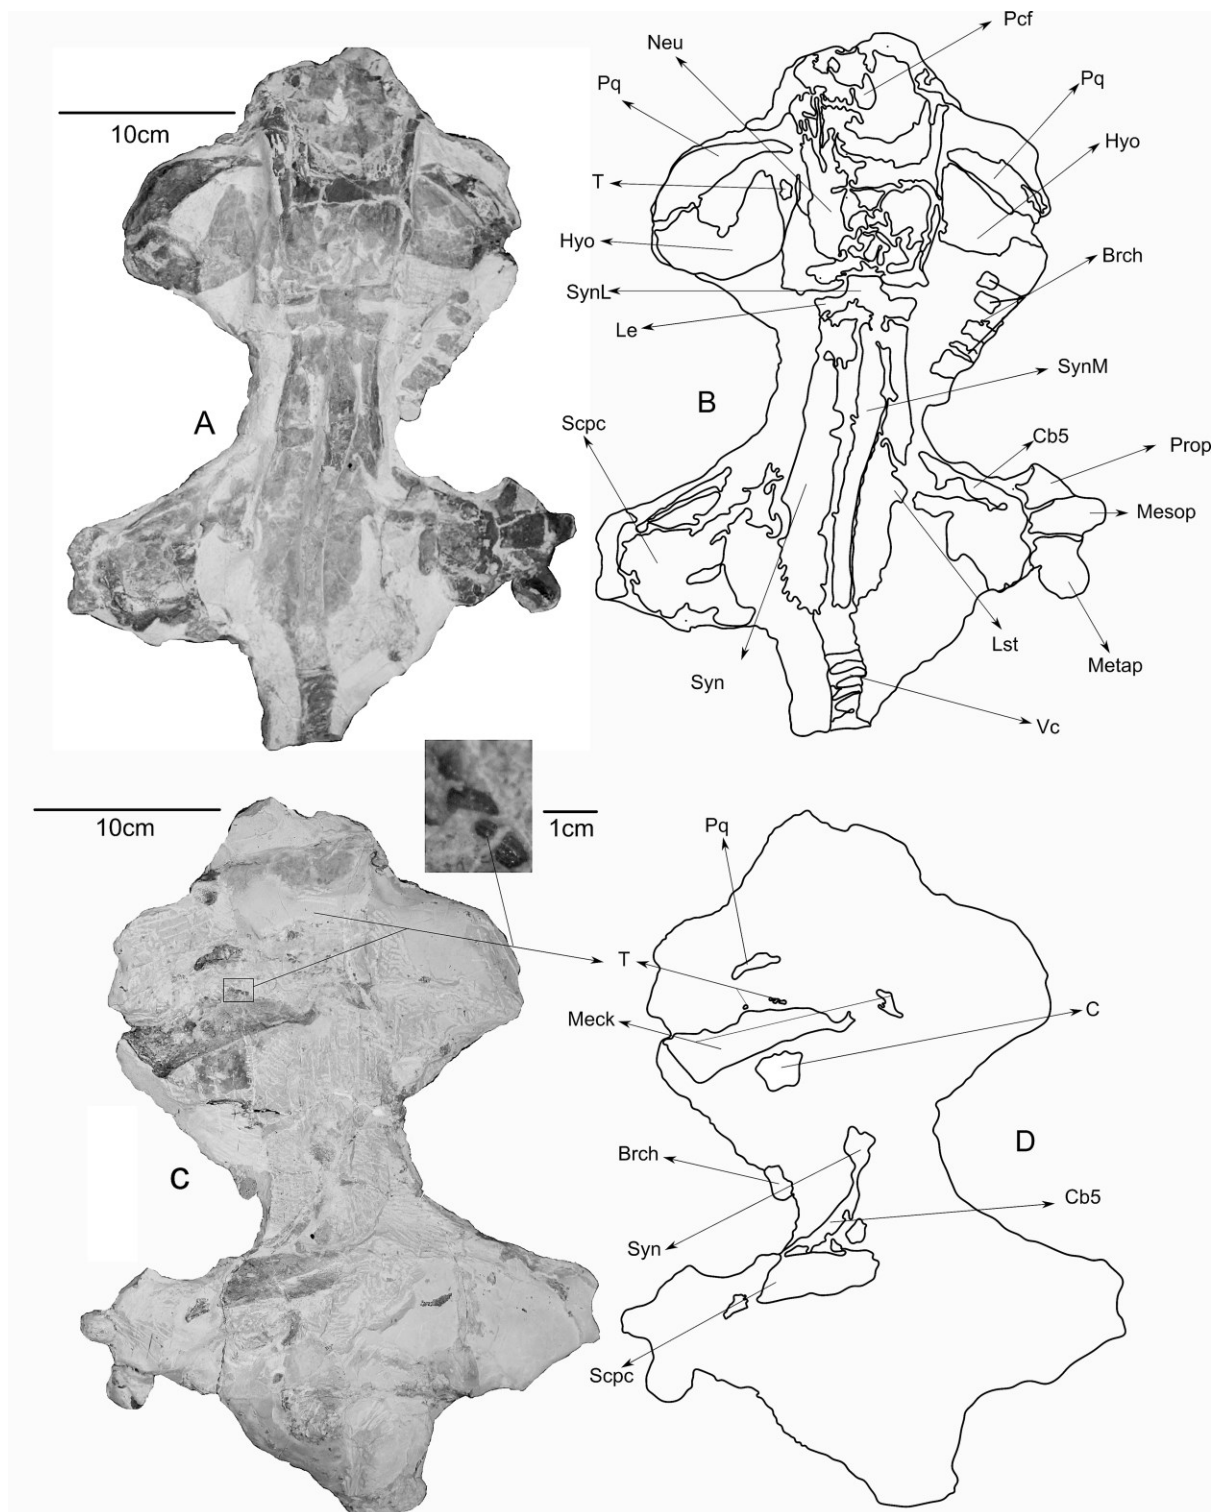 Pcf
Neu
Pq
Pq
10cm
Hyo
T
Hyo
Brch
SynL
Le
SynM
B
A
Scpc
Cb5
Prop
Mesop
Lst
Metap
Syn
Vc
10cm
1cm
Pq
T
C
Meck
D
Brch
C
Cb5
Syn
Scpc